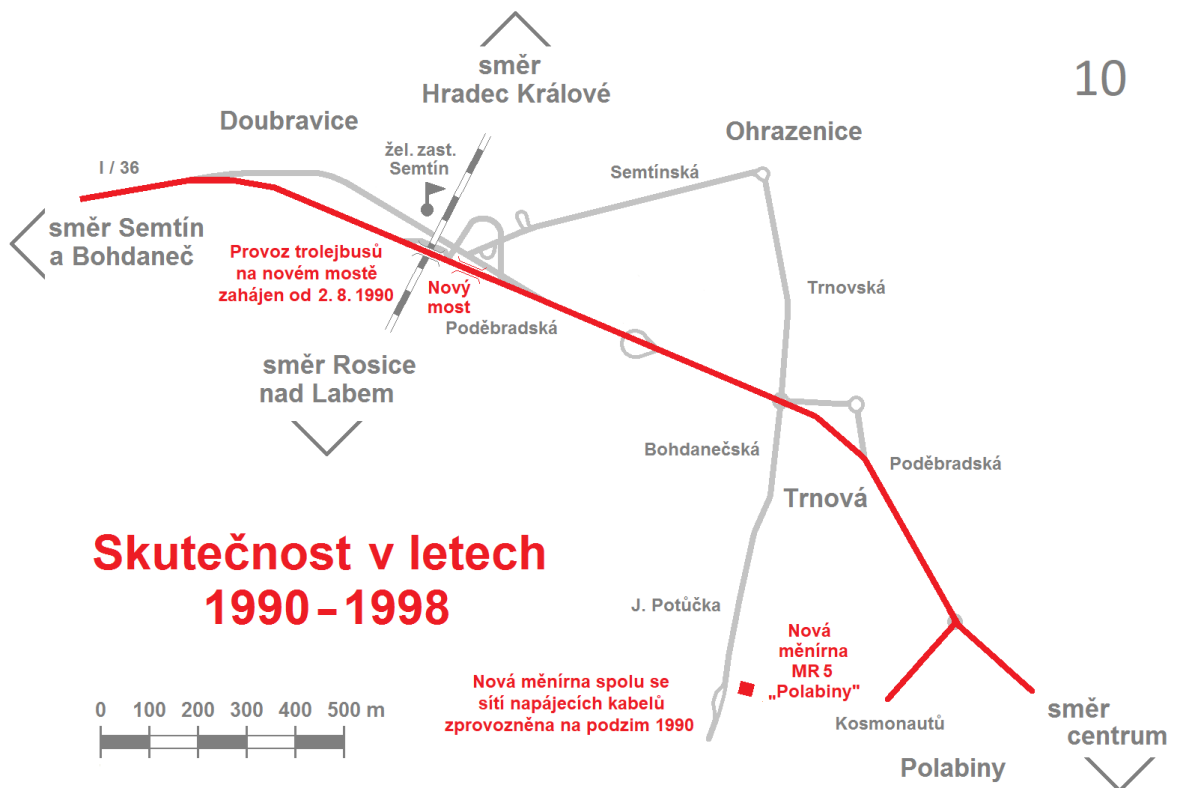 10
směr
Hradec Králové
Doubravice
Ohrazenice
žel. zast.
Semtín
I / 36
Semtínská
směr Semtín
a Bohdaneč
Provoz trolejbusů
na novém mostě
zahájen od 2. 8. 1990
Nový
most
Trnovská
Poděbradská
směr Rosice
nad Labem
Bohdanečská
Poděbradská
Trnová
Skutečnost v letech
1990 – 1998
J. Potůčka
Nová
měnírna
MR 5
„Polabiny"
Nová měnírna spolu se
sítí napájecích kabelů
zprovozněna na podzim 1990
0 100 200 300 400 500 m
Kosmonautů
směr
centrum
Polabiny